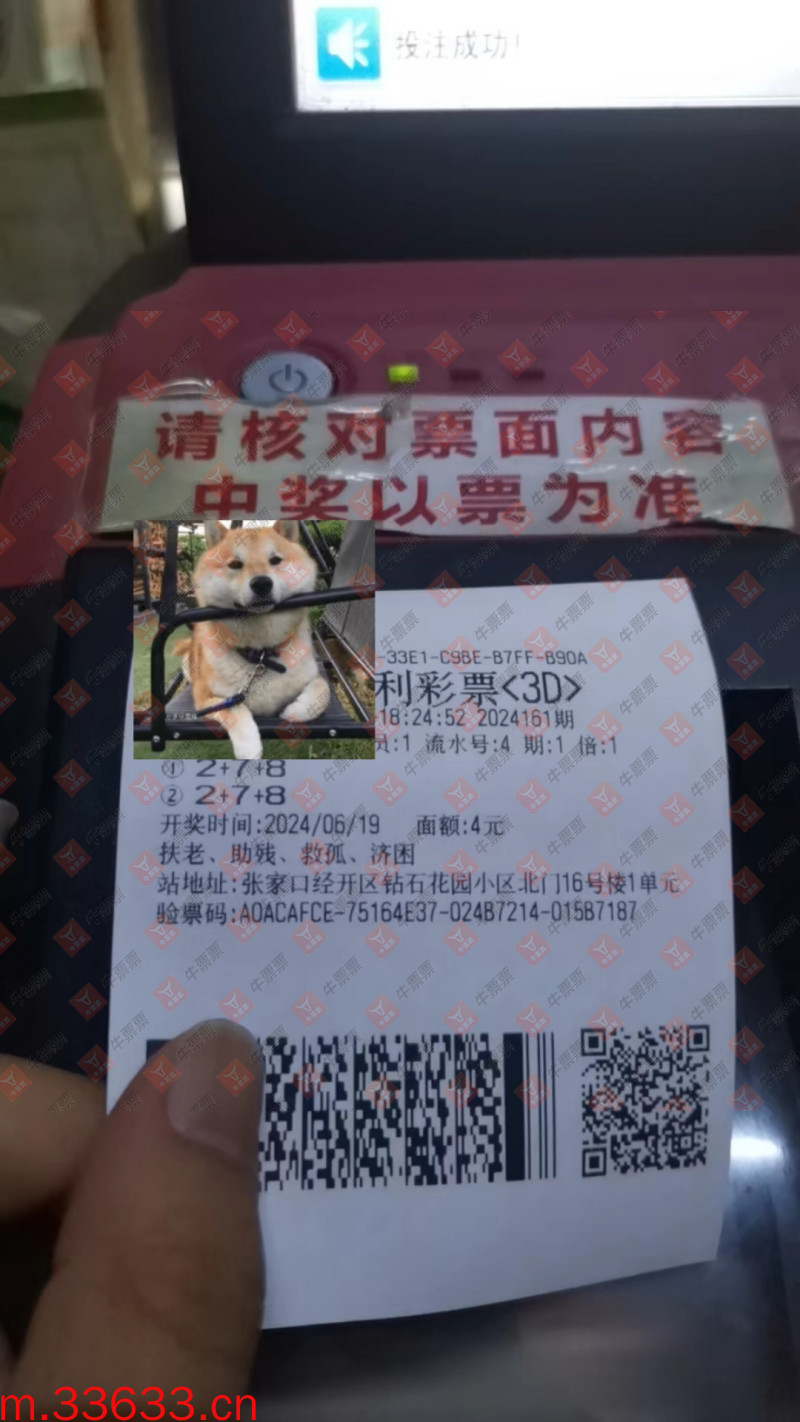 投注成功!
请核对票面内容
中奖以票为准
-33E1-C9BE-B7FF-B90A
利彩票<3D>
18:24:52 2024161期
员:1 流水号:4 期:1 倍:1
① 2+7+8
② 2+7+8
开奖时间:2024/06/19 面额:4元
扶老、助残、救孤、济困
站地址:张家口经开区钻石花园小区北门16号楼1单元
验票码:A0ACAFCE-75164E37-024B7214-015B7187
牛票票
m.33633.cn